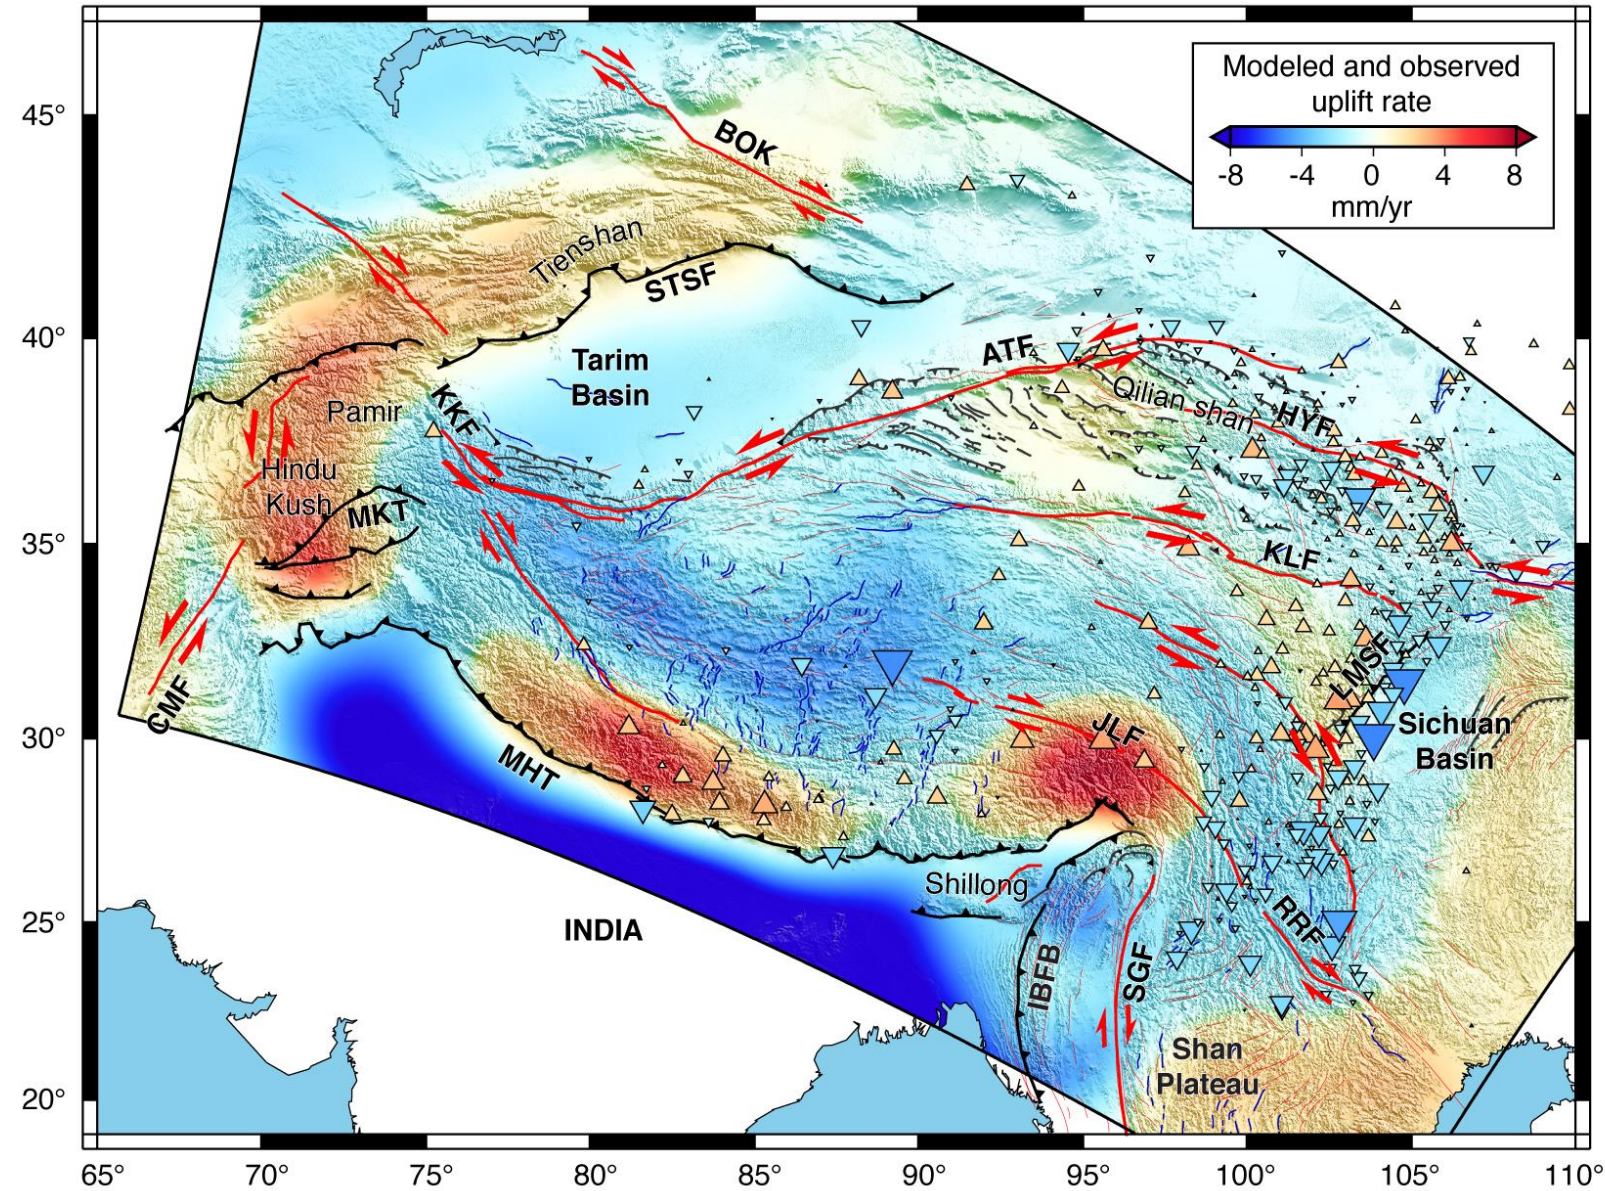 Modeled and observed
uplift rate
-8 -4 0 4 8
mm/yr
45°
40°
35°
30°
25°
20°
BOK
Tienshan
STSF
Tarim
Basin
ATF
Qilian shan
HYF
Pamir
KKF
Hindu
Kush
MKT
KLF
CMF
LMSF
JLF
Sichuan
Basin
MHT
Shillong
INDIA
IBFB
SGF
RRF
Shan
Plateau
65° 70° 75° 80° 85° 90° 95° 100° 105° 110°